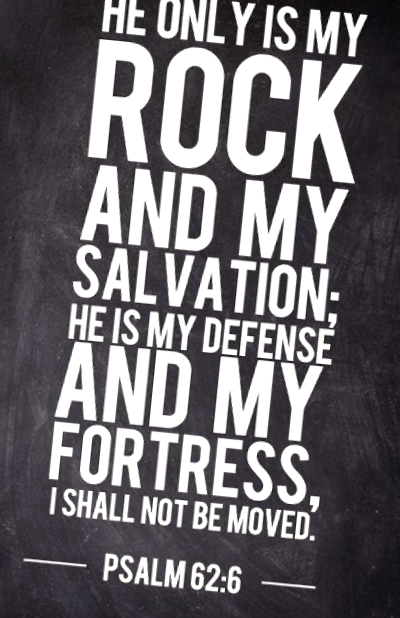 HE ONLY IS MY
ROCK
AND MY
SALVATION;
HE IS MY DEFENSE
AND MY
FORTRESS,
I SHALL NOT BE MOVED.
PSALM 62:6